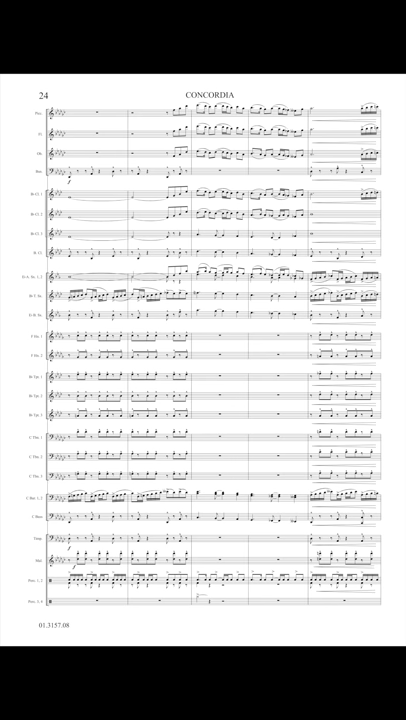 24
CONCORDIA
Picc.
Fl.
Ob.
Bsn.
B♭ Cl. 1
B♭ Cl. 2
B♭ Cl. 3
B. Cl.
E♭ A. Sx. 1, 2
B♭ T. Sx.
E♭ B. Sx.
F Hn. 1
F Hn. 2
B♭ Tpt. 1
B♭ Tpt. 2
B♭ Tpt. 3
C Tbn. 1
C Tbn. 2
C Tbn. 3
C Bar. 1, 2
C Bass
Timp.
Mal.
Perc. 1, 2
Perc. 3, 4
01.3157.08